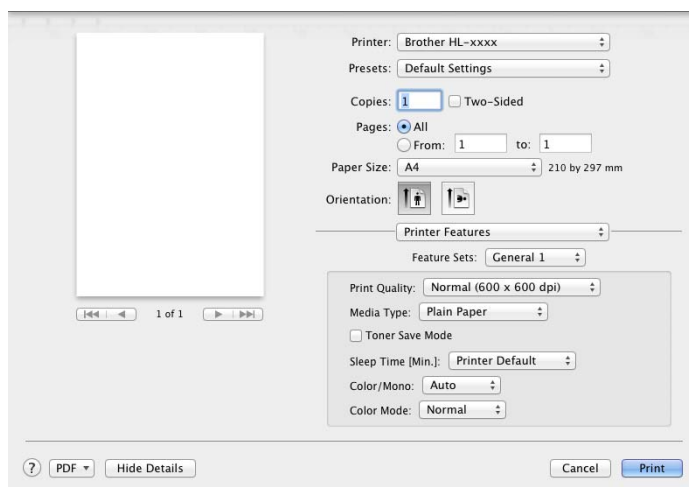 Printer: Brother HL-xxxx
Presets: Default Settings
Copies: 1 Two-Sided
Pages: All
From: 1 to: 1
Paper Size: A4 210 by 297 mm
Orientation:
Printer Features
Feature Sets: General 1
Print Quality: Normal (600 x 600 dpi)
Media Type: Plain Paper
Toner Save Mode
Sleep Time [Min.]: Printer Default
Color/Mono: Auto
Color Mode: Normal
1 of 1
? PDF Hide Details Cancel Print